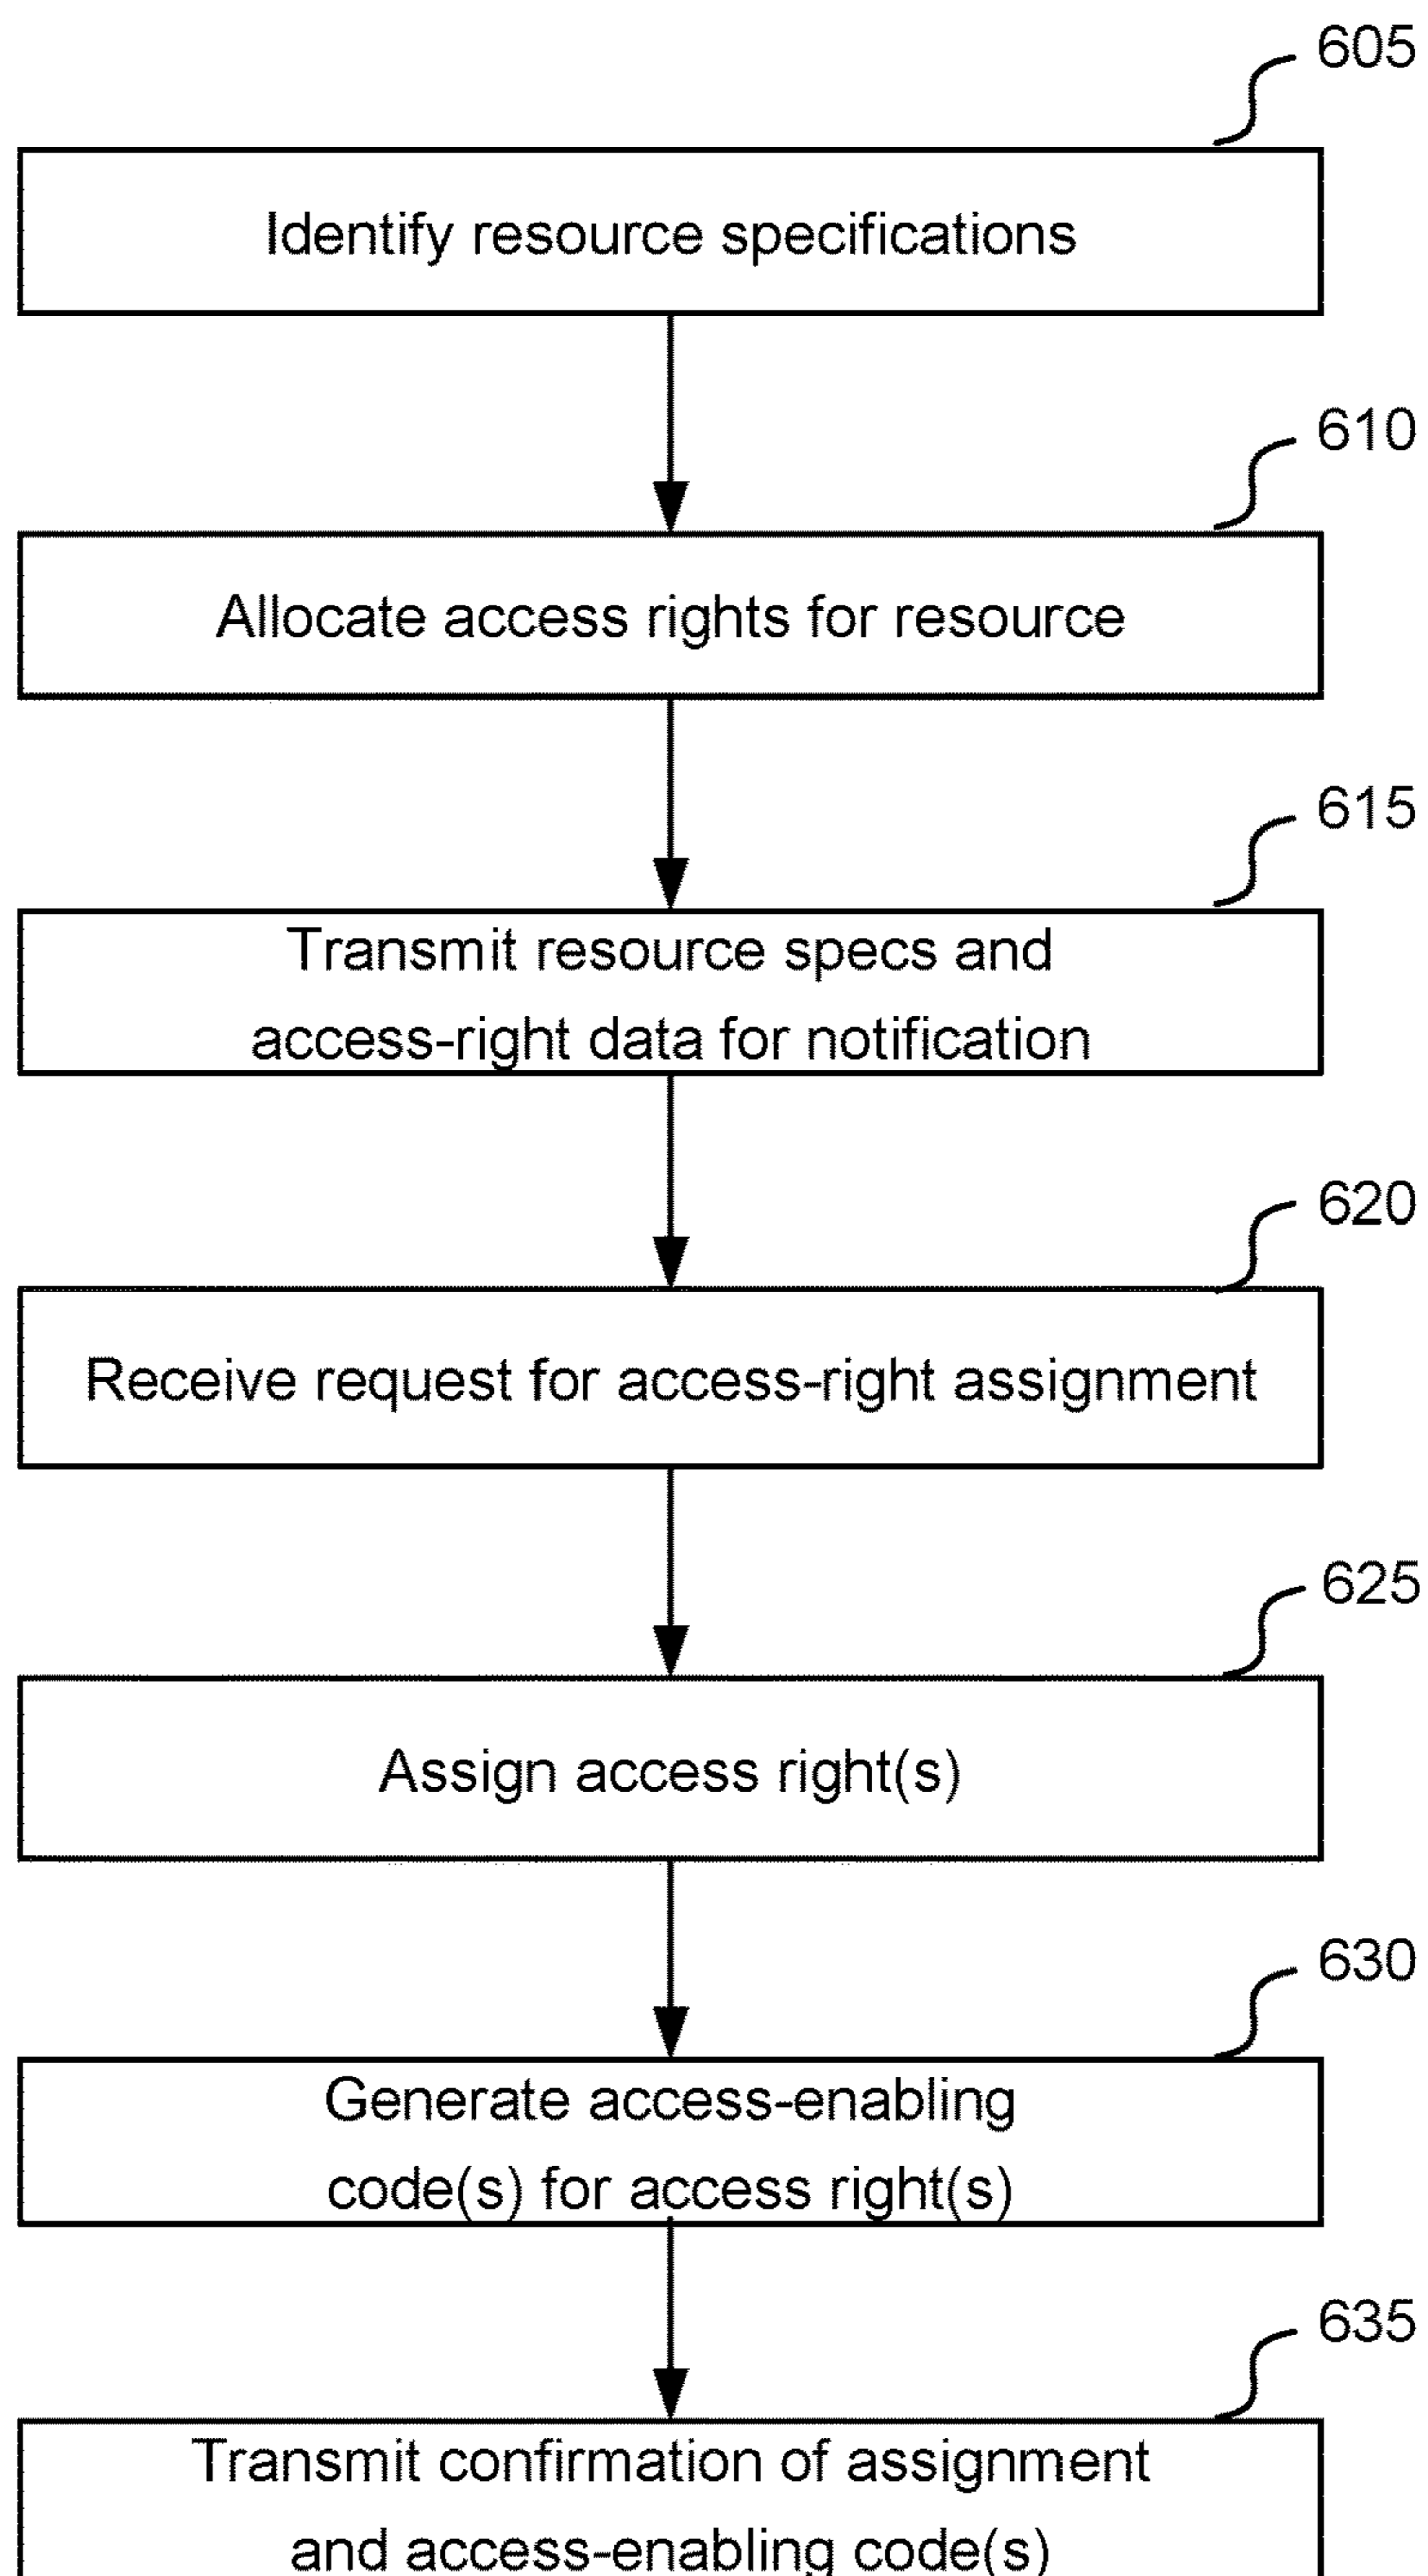 605
Identify resource specifications
610
Allocate access rights for resource
615
Transmit resource specs and
access-right data for notification
620
Receive request for access-right assignment
625
Assign access right(s)
630
Generate access-enabling
code(s) for access right(s)
635
Transmit confirmation of assignment
and access-enabling code(s)